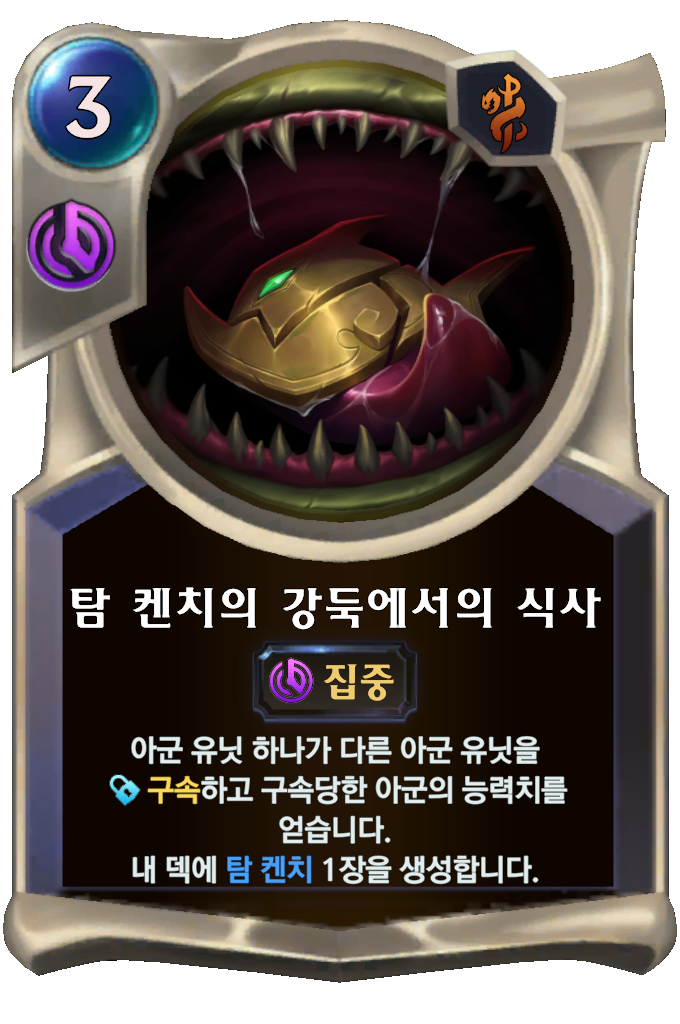 3
탐 켄치의 강둑에서의 식사
집중
아군 유닛 하나가 다른 아군 유닛을
구속하고 구속당한 아군의 능력치를
얻습니다.
내 덱에 탐 켄치 1장을 생성합니다.